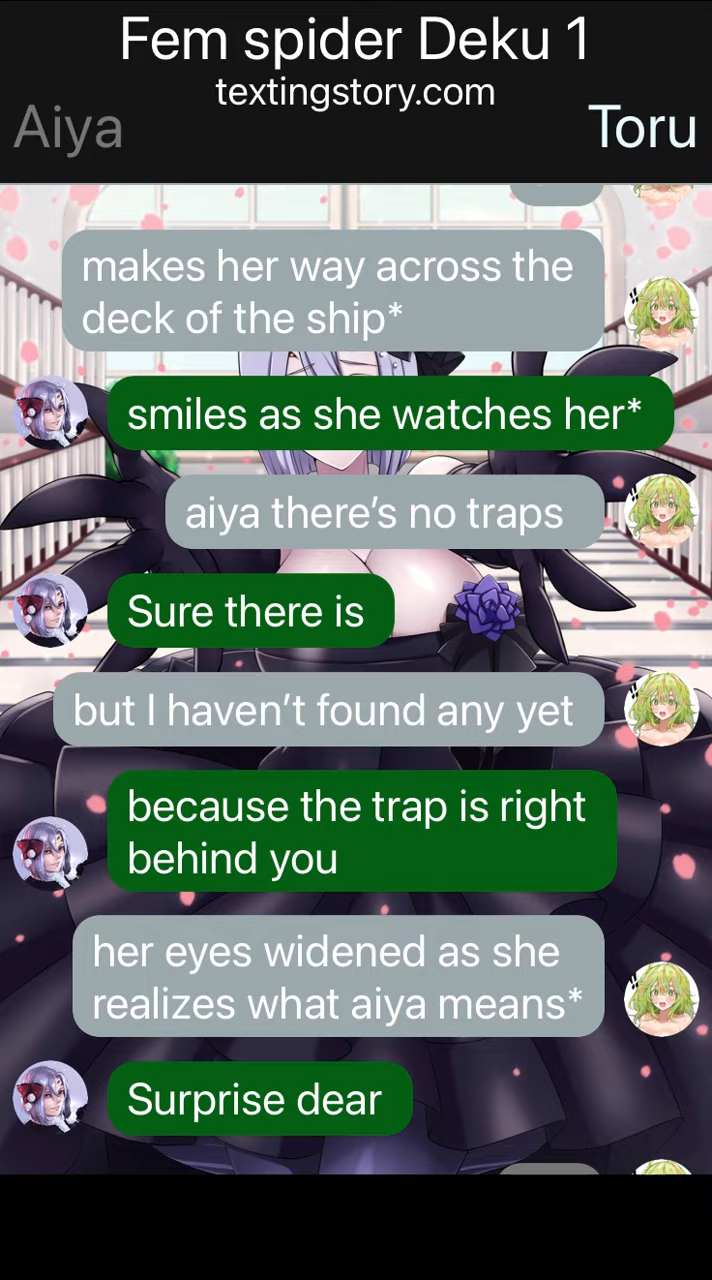 Fem spider Deku 1
textingstory.com
Aiya
Toru
makes her way across the
deck of the ship*
smiles as she watches her*
aiya there’s no traps
Sure there is
but I haven’t found any yet
because the trap is right
behind you
her eyes widened as she
realizes what aiya means*
Surprise dear